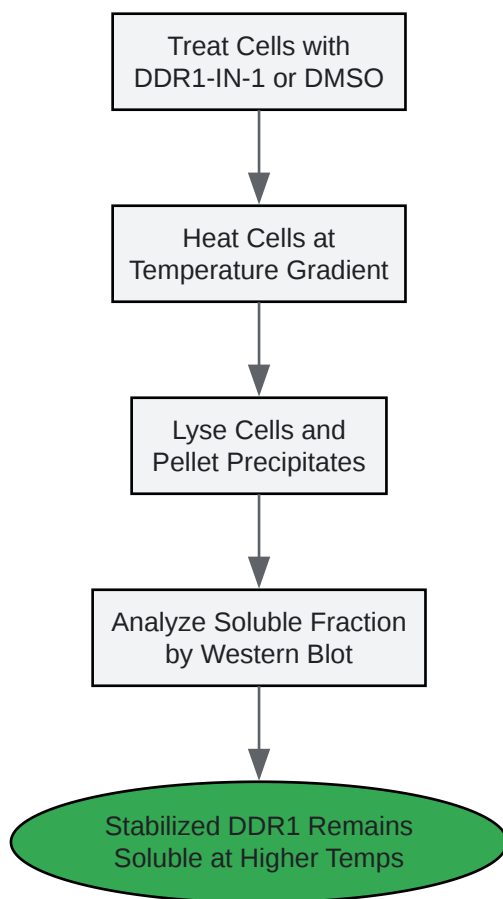 Treat Cells with
DDR1-IN-1 or DMSO
Heat Cells at
Temperature Gradient
Lyse Cells and
Pellet Precipitates
Analyze Soluble Fraction
by Western Blot
Stabilized DDR1 Remains
Soluble at Higher Temps